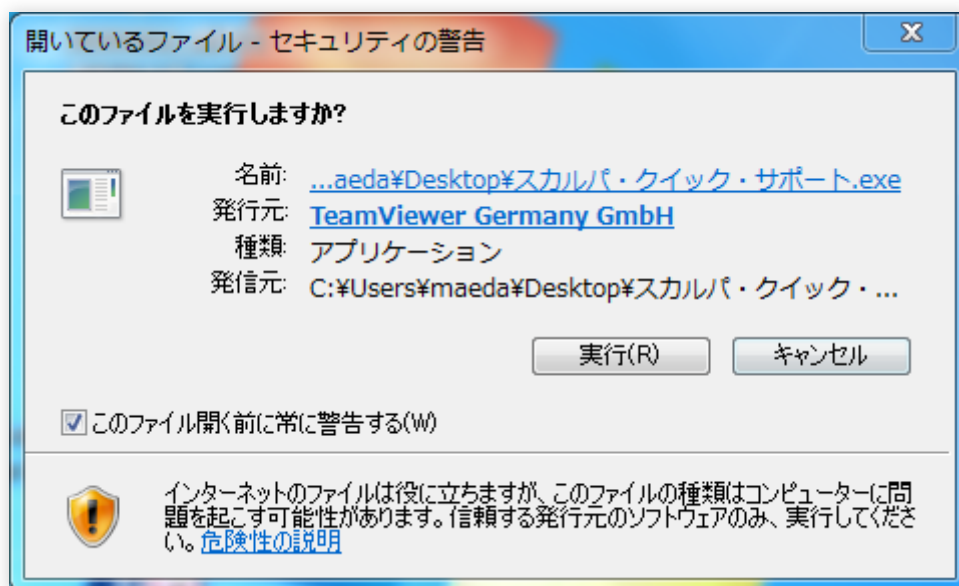 開いているファイル - セキュリティの警告
このファイルを実行しますか?
名前: ...aeda¥Desktop¥スカルパ・クイック・サポート.exe
発行元: TeamViewer Germany GmbH
種類: アプリケーション
発信元: C:¥Users¥maeda¥Desktop¥スカルパ・クイック・...
実行(R) キャンセル
このファイル開く前に常に警告する(W)
インターネットのファイルは役に立ちますが、このファイルの種類はコンピューターに問
題を起こす可能性があります。信頼する発行元のソフトウェアのみ、実行してくださ
い。危険性の説明